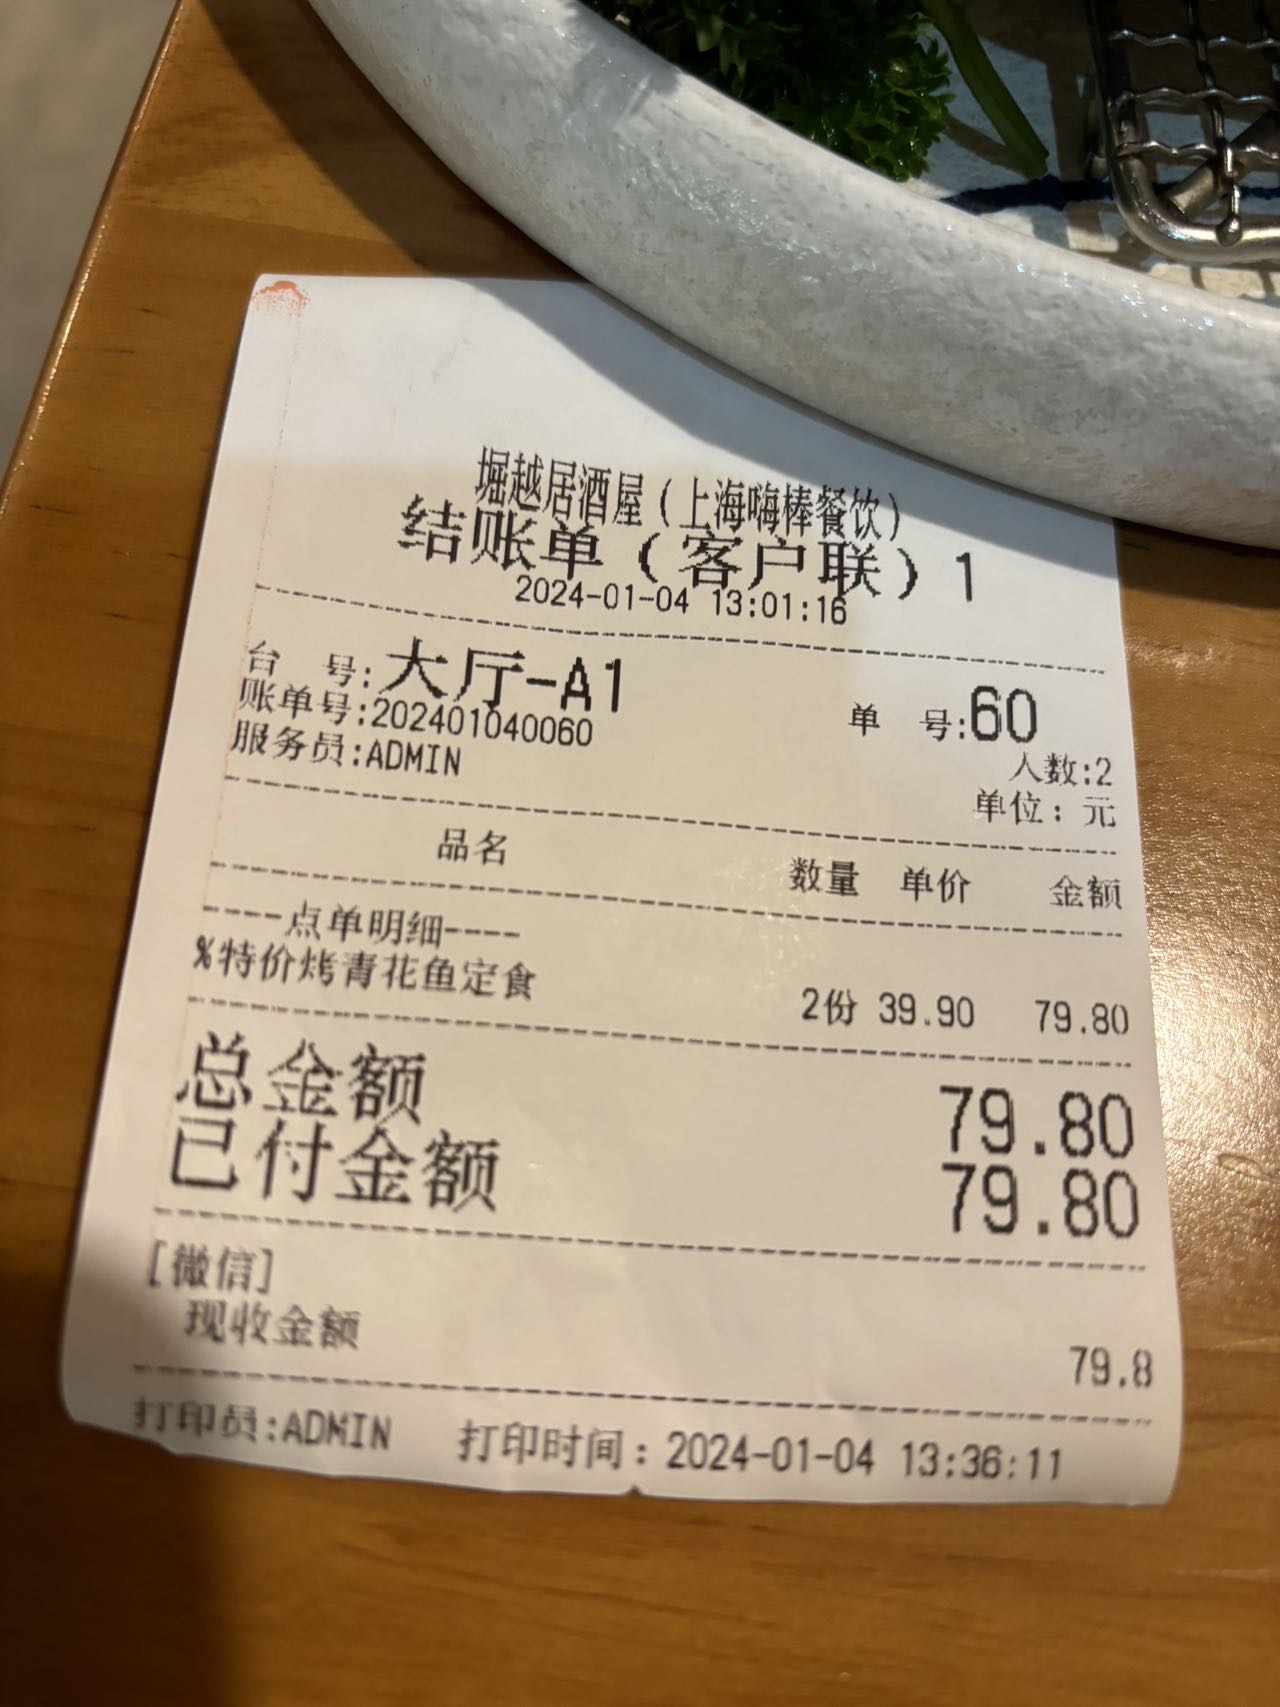 堀越居酒屋（上海嗨棒餐饮）
结账单（客户联）1
2024-01-04 13:01:16
台 号:大厅-A1 单 号:60
账单号:202401040060 人数:2
服务员:ADMIN 单位：元
品名 数量 单价 金额
----点单明细----
%特价烤青花鱼定食 2份 39.90 79.80
总金额 79.80
已付金额 79.80
[微信]
现收金额 79.8
打印员:ADMIN 打印时间：2024-01-04 13:36:11